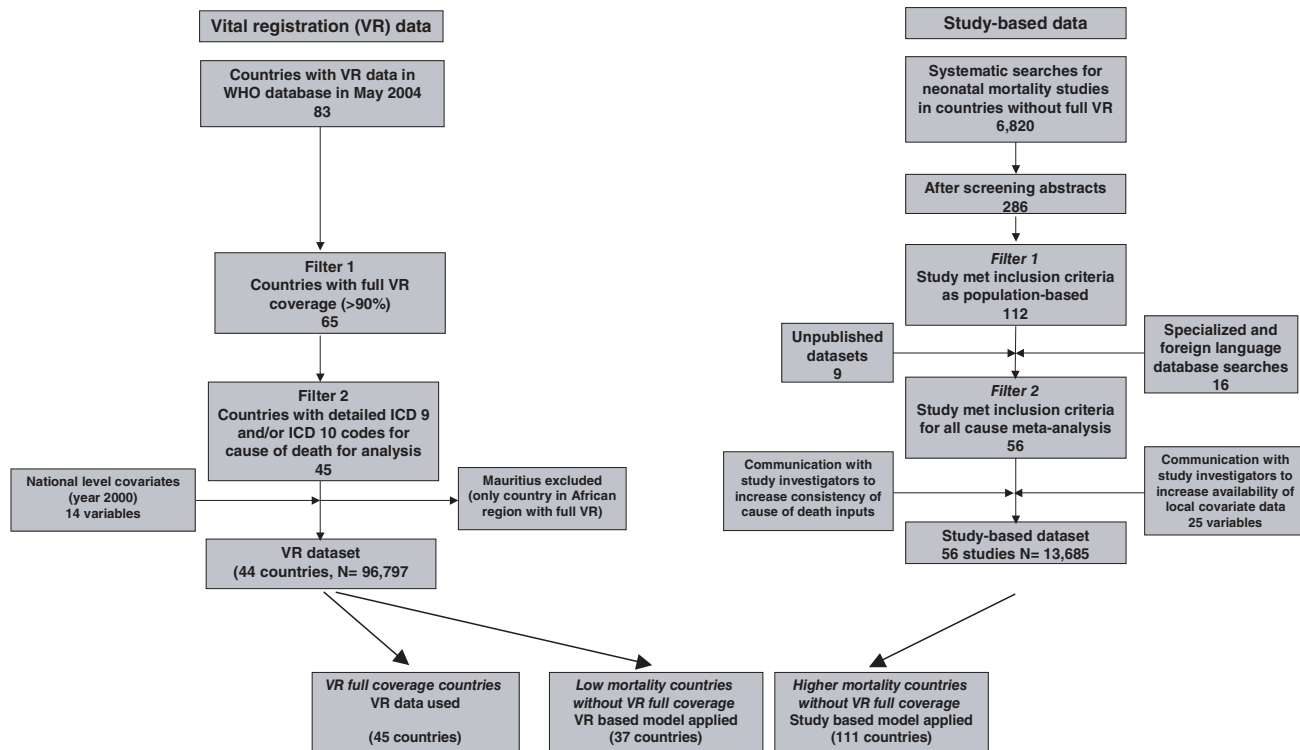 Vital registration (VR) data
Countries with VR data in
WHO database in May 2004
83
Filter 1
Countries with full VR
coverage (>90%)
65
Filter 2
Countries with detailed ICD 9
and/or ICD 10 codes for
cause of death for analysis
45
National level covariates
(year 2000)
14 variables
Mauritius excluded
(only country in African
region with full VR)
VR dataset
(44 countries, N= 96,797
Study-based data
Systematic searches for
neonatal mortality studies
in countries without full VR
6,820
After screening abstracts
286
Filter 1
Study met inclusion criteria
as population-based
112
Unpublished
datasets
9
Specialized and
foreign language
database searches
16
Filter 2
Study met inclusion criteria
for all cause meta-analysis
56
Communication with
study investigators to
increase consistency of
cause of death inputs
Communication with
study investigators to
increase availability of
local covariate data
25 variables
Study-based dataset
56 studies N= 13,685
VR full coverage countries
VR data used
(45 countries)
Low mortality countries
without VR full coverage
VR based model applied
(37 countries)
Higher mortality countries
without VR full coverage
Study based model applied
(111 countries)